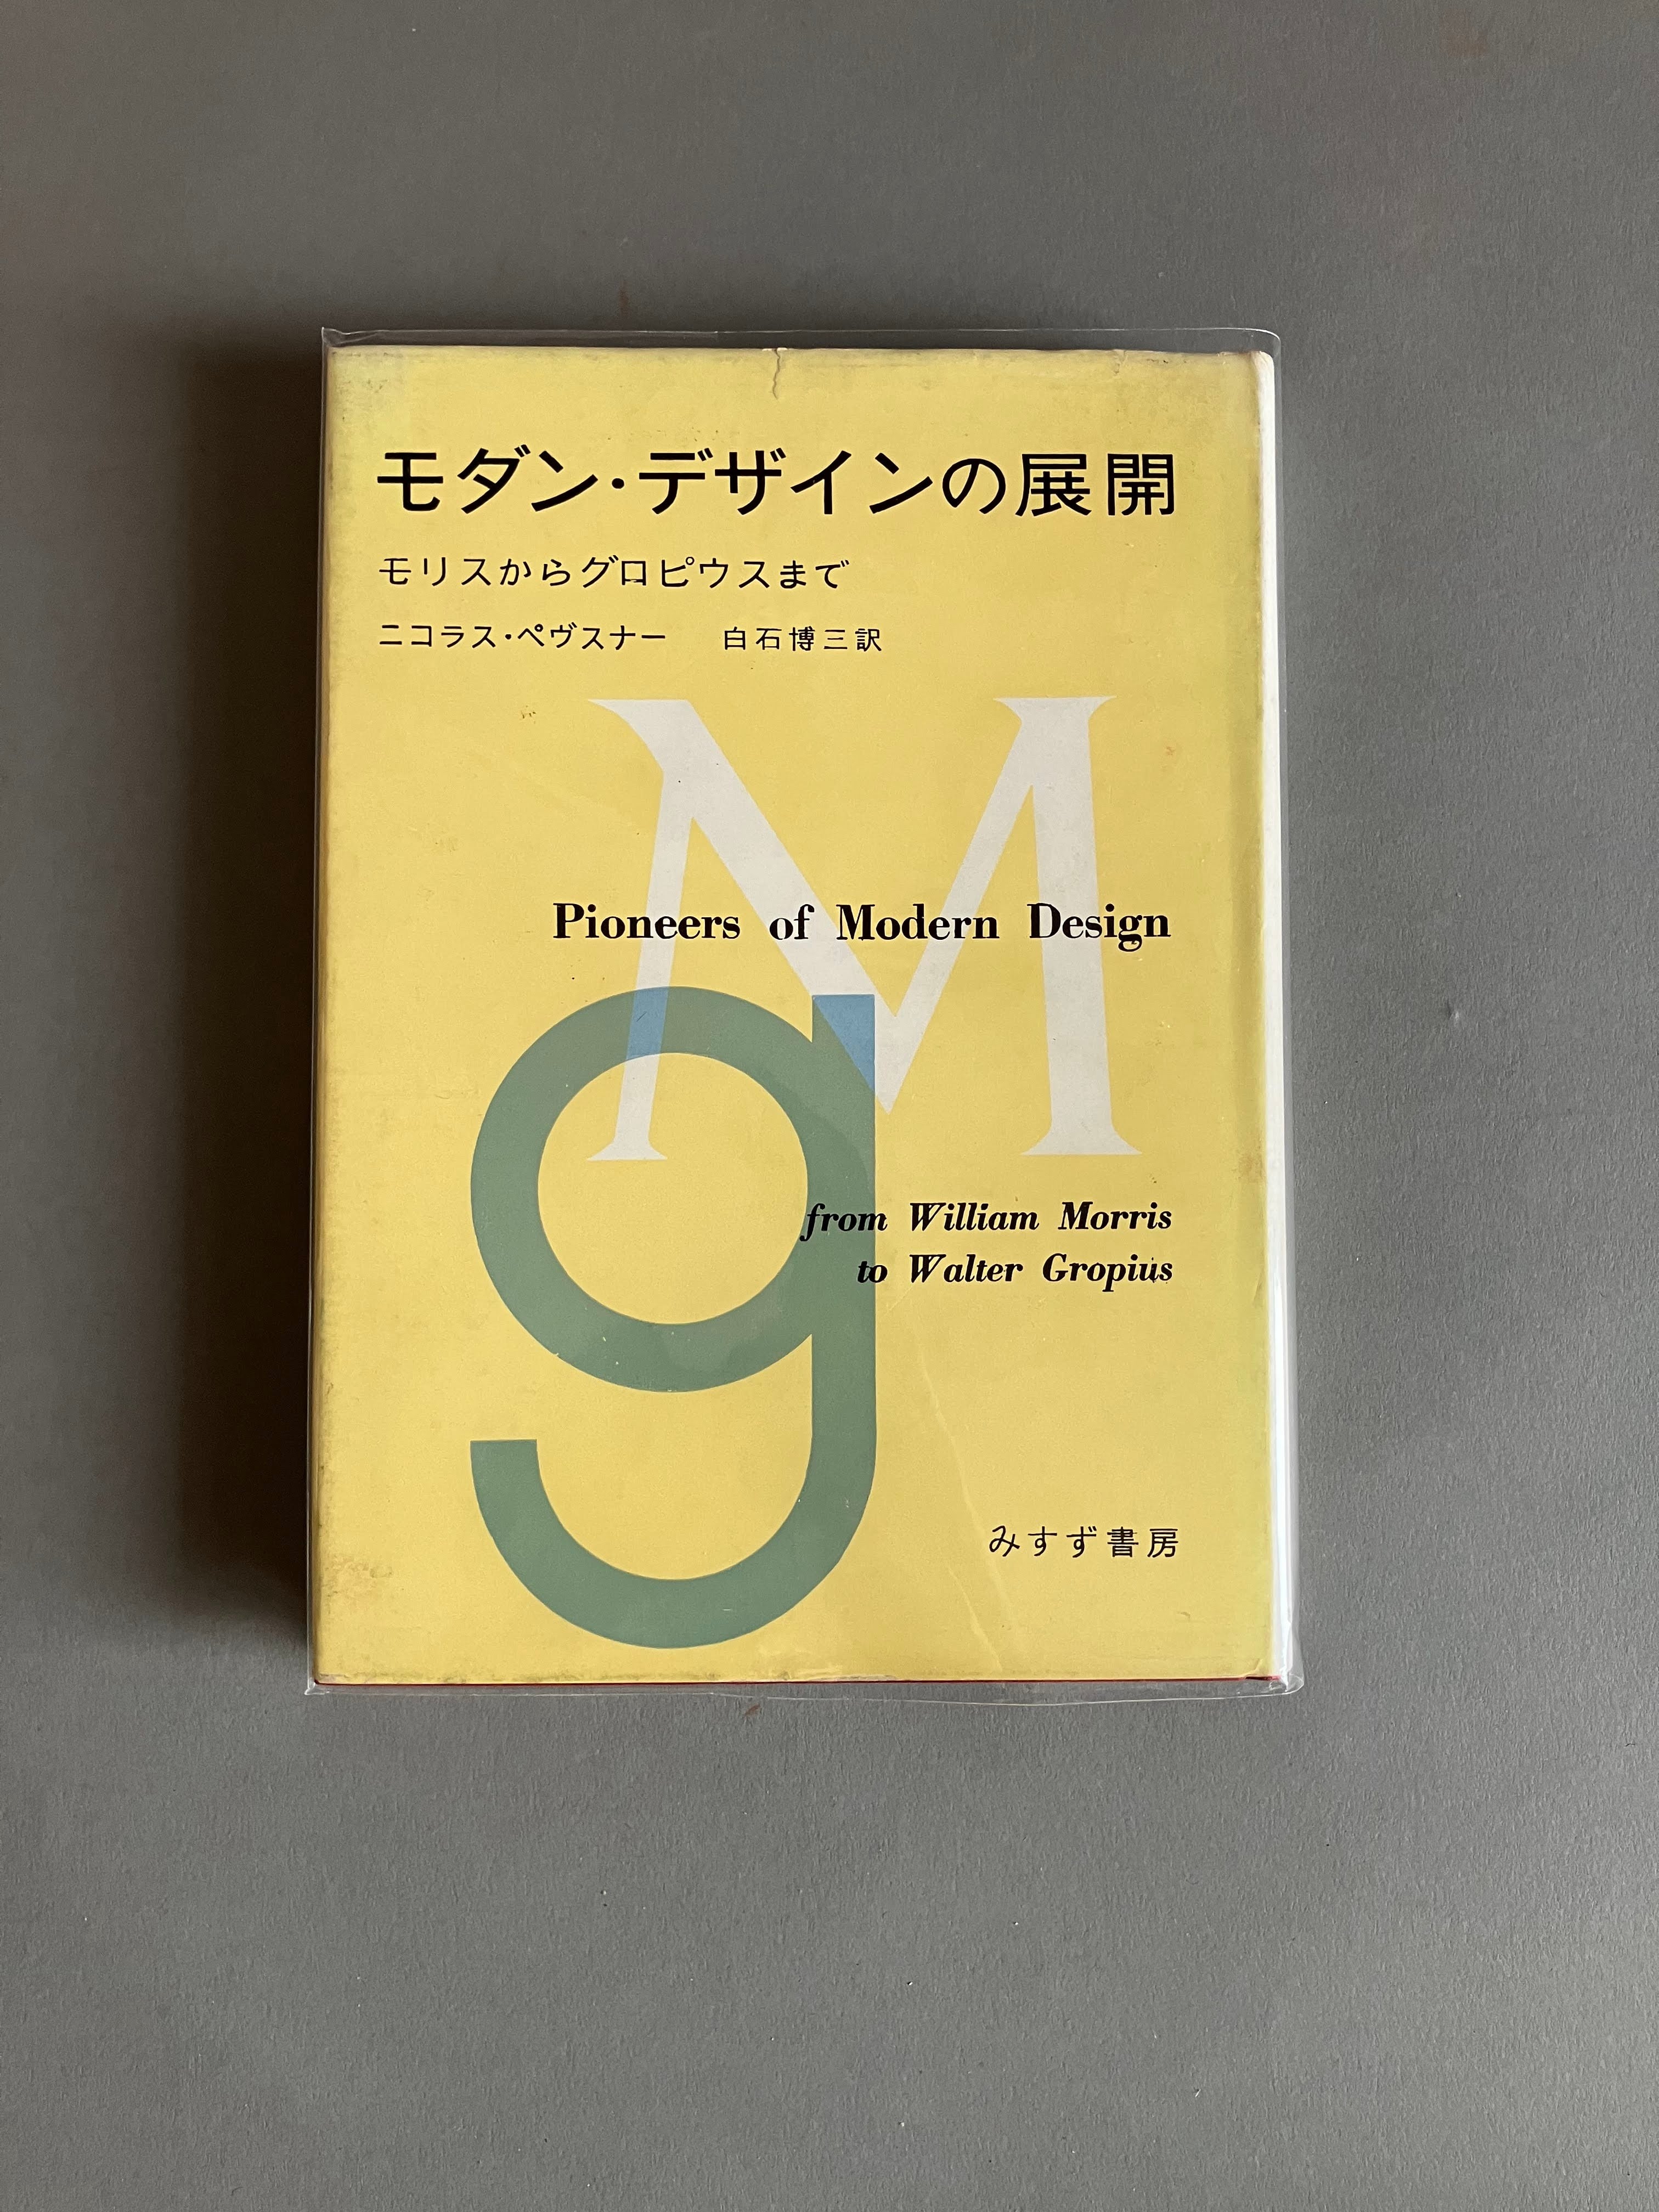 モダン・デザインの展開
モリスからグロピウスまで
ニコラス・ペヴスナー　白石博三訳
M
Pioneers of Modern Design
g
from William Morris
to Walter Gropius
みすず書房